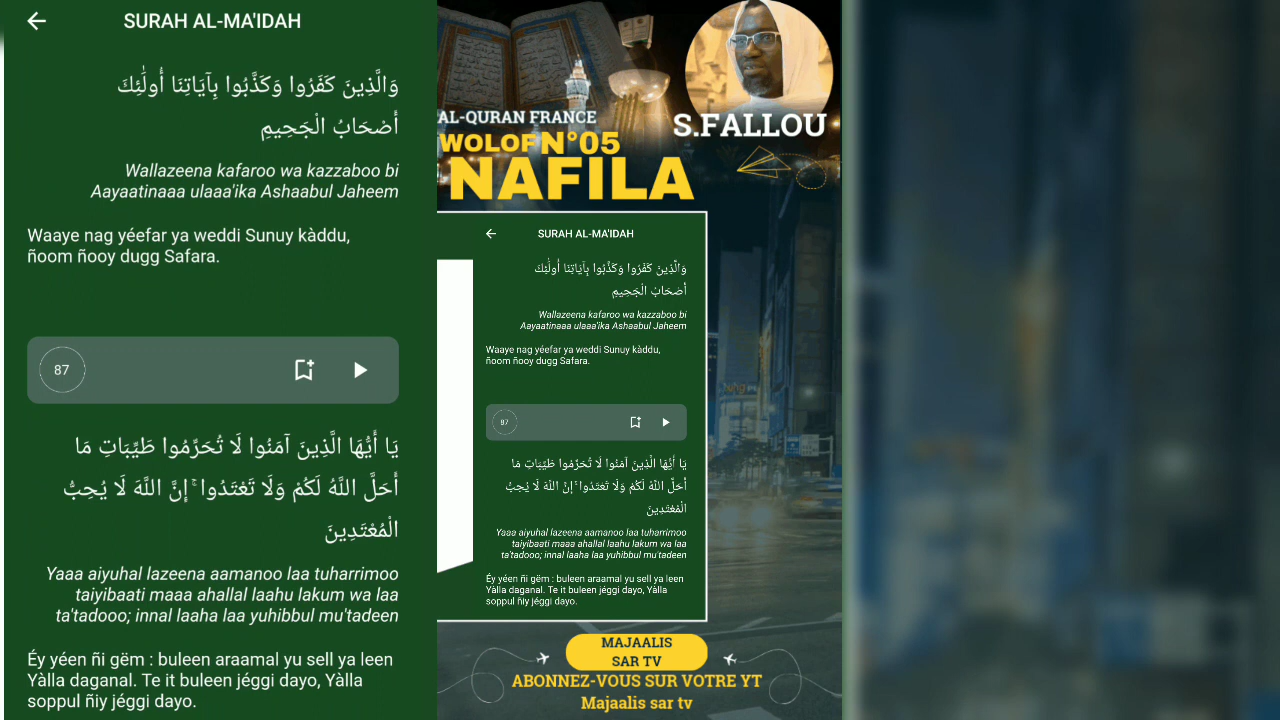 SURAH AL-MA'IDAH
وَالَّذِينَ كَفَرُوا وَكَذَّبُوا بِآيَاتِنَا أُولَٰئِكَ
أَصْحَابُ الْجَحِيمِ
Wallazeena kafaroo wa kazzaboo bi
Aayaatinaaa ulaaa'ika Ashaabul Jaheem
Waaye nag yéefar ya weddi Sunuy kàddu,
ñoom ñooy dugg Safara.
87
يَا أَيُّهَا الَّذِينَ آمَنُوا لَا تُحَرِّمُوا طَيِّبَاتِ مَا
أَحَلَّ اللَّهُ لَكُمْ وَلَا تَعْتَدُوا ۚ إِنَّ اللَّهَ لَا يُحِبُّ
الْمُعْتَدِينَ
Yaaa aiyuhal lazeena aamanoo laa tuharrimoo
taiyibaati maaa ahallal laahu lakum wa laa
ta'tadooo; innal laaha laa yuhibbul mu'tadeen
Éy yéen ñi gëm : buleen araamal yu sell ya leen
Yàlla daganal. Te it buleen jéggi dayo, Yàlla
soppul ñiy jéggi dayo.
AL-QURAN FRANCE
WOLOF N°05
NAFILA
S.FALLOU
SURAH AL-MA'IDAH
وَالَّذِينَ كَفَرُوا وَكَذَّبُوا بِآيَاتِنَا أُولَٰئِكَ
أَصْحَابُ الْجَحِيمِ
Wallazeena kafaroo wa kazzaboo bi
Aayaatinaaa ulaaa'ika Ashaabul Jaheem
Waaye nag yéefar ya weddi Sunuy kàddu,
ñoom ñooy dugg Safara.
87
يَا أَيُّهَا الَّذِينَ آمَنُوا لَا تُحَرِّمُوا طَيِّبَاتِ مَا
أَحَلَّ اللَّهُ لَكُمْ وَلَا تَعْتَدُوا ۚ إِنَّ اللَّهَ لَا يُحِبُّ
الْمُعْتَدِينَ
Yaaa aiyuhal lazeena aamanoo laa tuharrimoo
taiyibaati maaa ahallal laahu lakum wa laa
ta'tadooo; innal laaha laa yuhibbul mu'tadeen
Éy yéen ñi gëm : buleen araamal yu sell ya leen
Yàlla daganal. Te it buleen jéggi dayo, Yàlla
soppul ñiy jéggi dayo.
MAJAALIS
SAR TV
ABONNEZ-VOUS SUR VOTRE YT
Majaalis sar tv